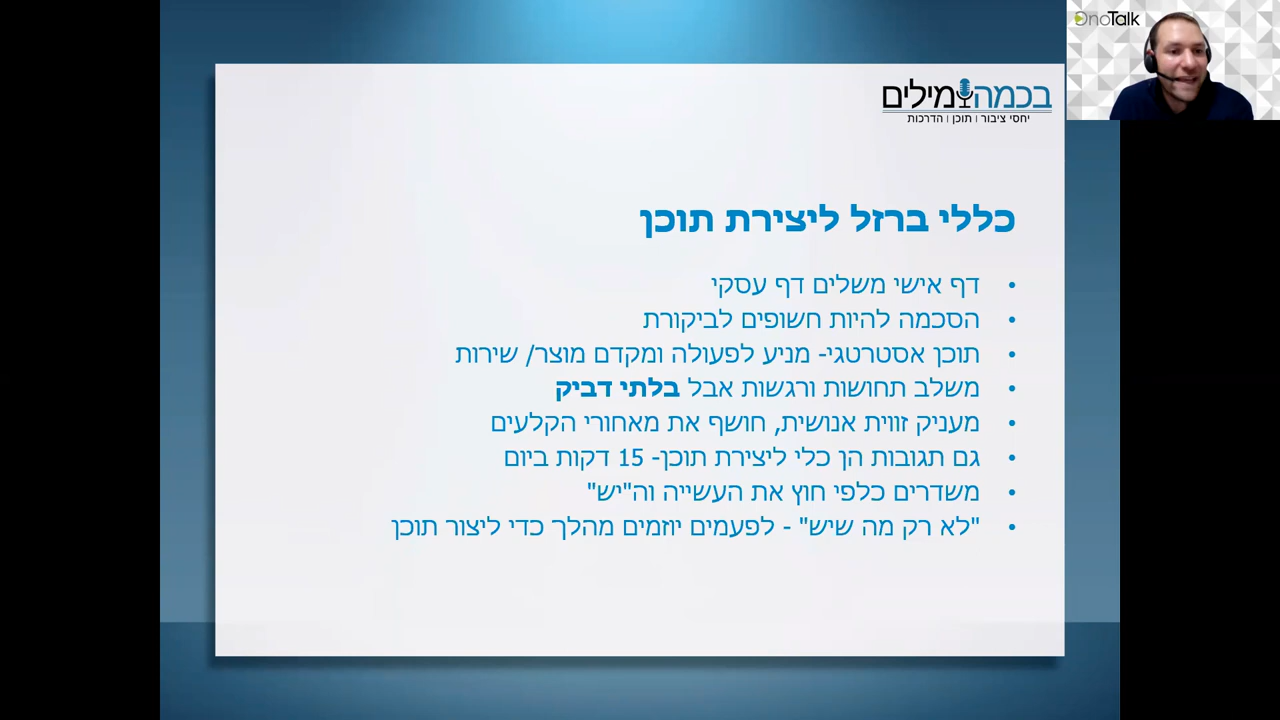 OnoTalk
בכמה מילים
יחסי ציבור | תוכן | הדרכות
כללי ברזל ליצירת תוכן
• דף אישי משלים דף עסקי
• הסכמה להיות חשופים לביקורת
• תוכן אסטרטגי- מניע לפעולה ומקדם מוצר/ שירות
• משלב תחושות ורגשות אבל בלתי דביק
• מעניק זווית אנושית, חושף את מאחורי הקלעים
• גם תגובות הן כלי ליצירת תוכן- 15 דקות ביום
• משדרים כלפי חוץ את העשייה וה"יש"
• "לא רק מה שיש" - לפעמים יוזמים מהלך כדי ליצור תוכן